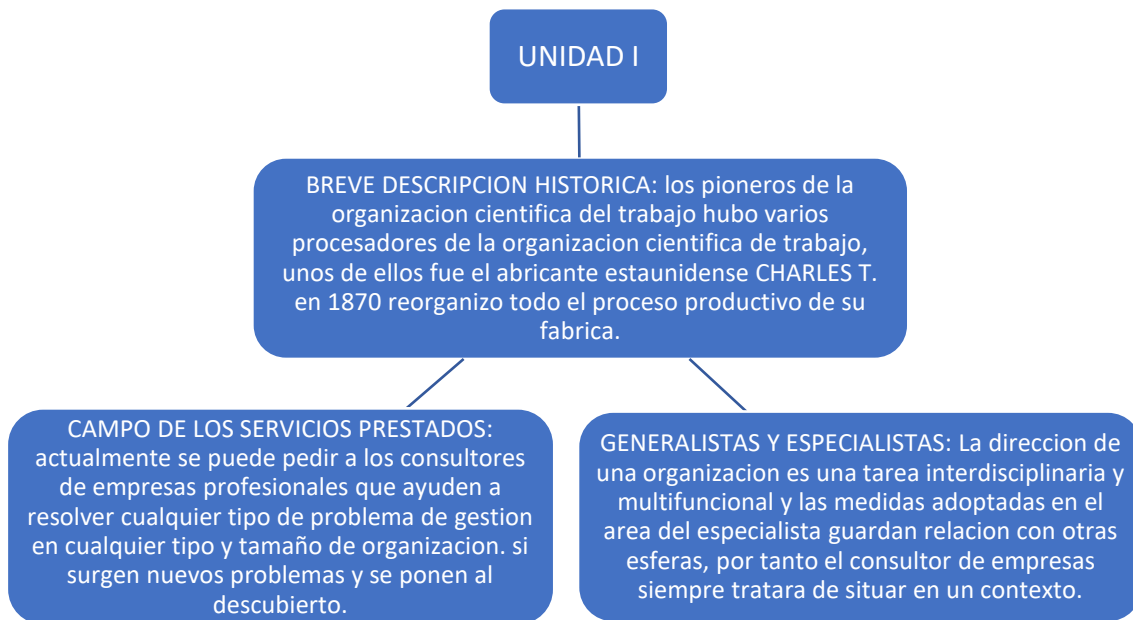 UNIDAD I
BREVE DESCRIPCION HISTORICA: los pioneros de la
organizacion cientifica del trabajo hubo varios
procesadores de la organizacion cientifica de trabajo,
unos de ellos fue el abricante estaunidense CHARLES T.
en 1870 reorganizo todo el proceso productivo de su
fabrica.
CAMPO DE LOS SERVICIOS PRESTADOS:
actualmente se puede pedir a los consultores
de empresas profesionales que ayuden a
resolver cualquier tipo de problema de gestion
en cualquier tipo y tamaño de organizacion. si
surgen nuevos problemas y se ponen al
descubierto.
GENERALISTAS Y ESPECIALISTAS: La direccion de
una organizacion es una tarea interdisciplinaria y
multifuncional y las medidas adoptadas en el
area del especialista guardan relacion con otras
esferas, por tanto el consultor de empresas
siempre tratara de situar en un contexto.